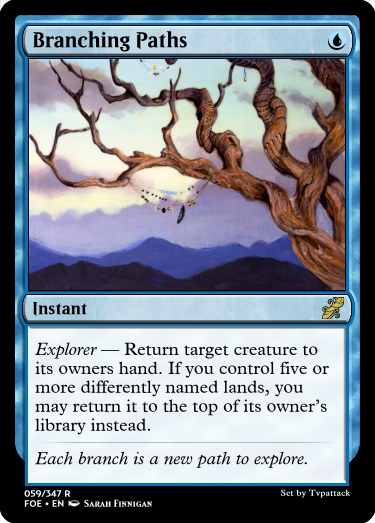 Branching Paths
Instant
Explorer — Return target creature to
its owners hand. If you control five or
more differently named lands, you
may return it to the top of its owner's
library instead.
Each branch is a new path to explore.
059/347 R
Set by Tvpattack
FOE • EN Sarah Finnigan